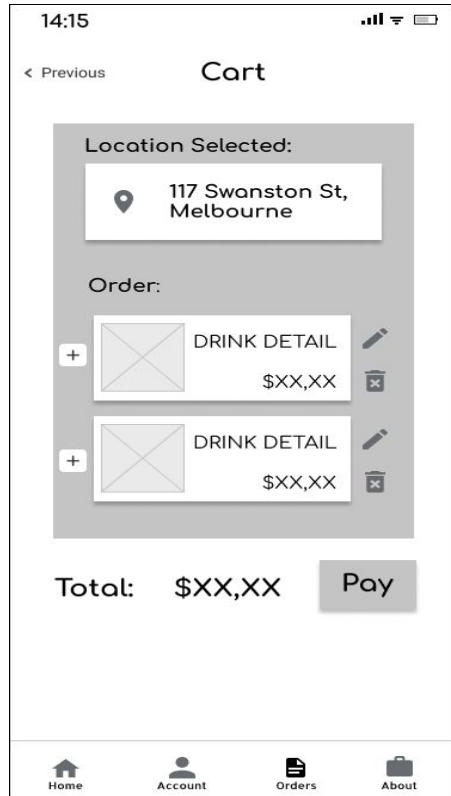 14:15
< Previous
Cart
Location Selected:
117 Swanston St,
Melbourne
Order:
+
DRINK DETAIL
$XX,XX
+
DRINK DETAIL
$XX,XX
Total: $XX,XX Pay
Home Account Orders About